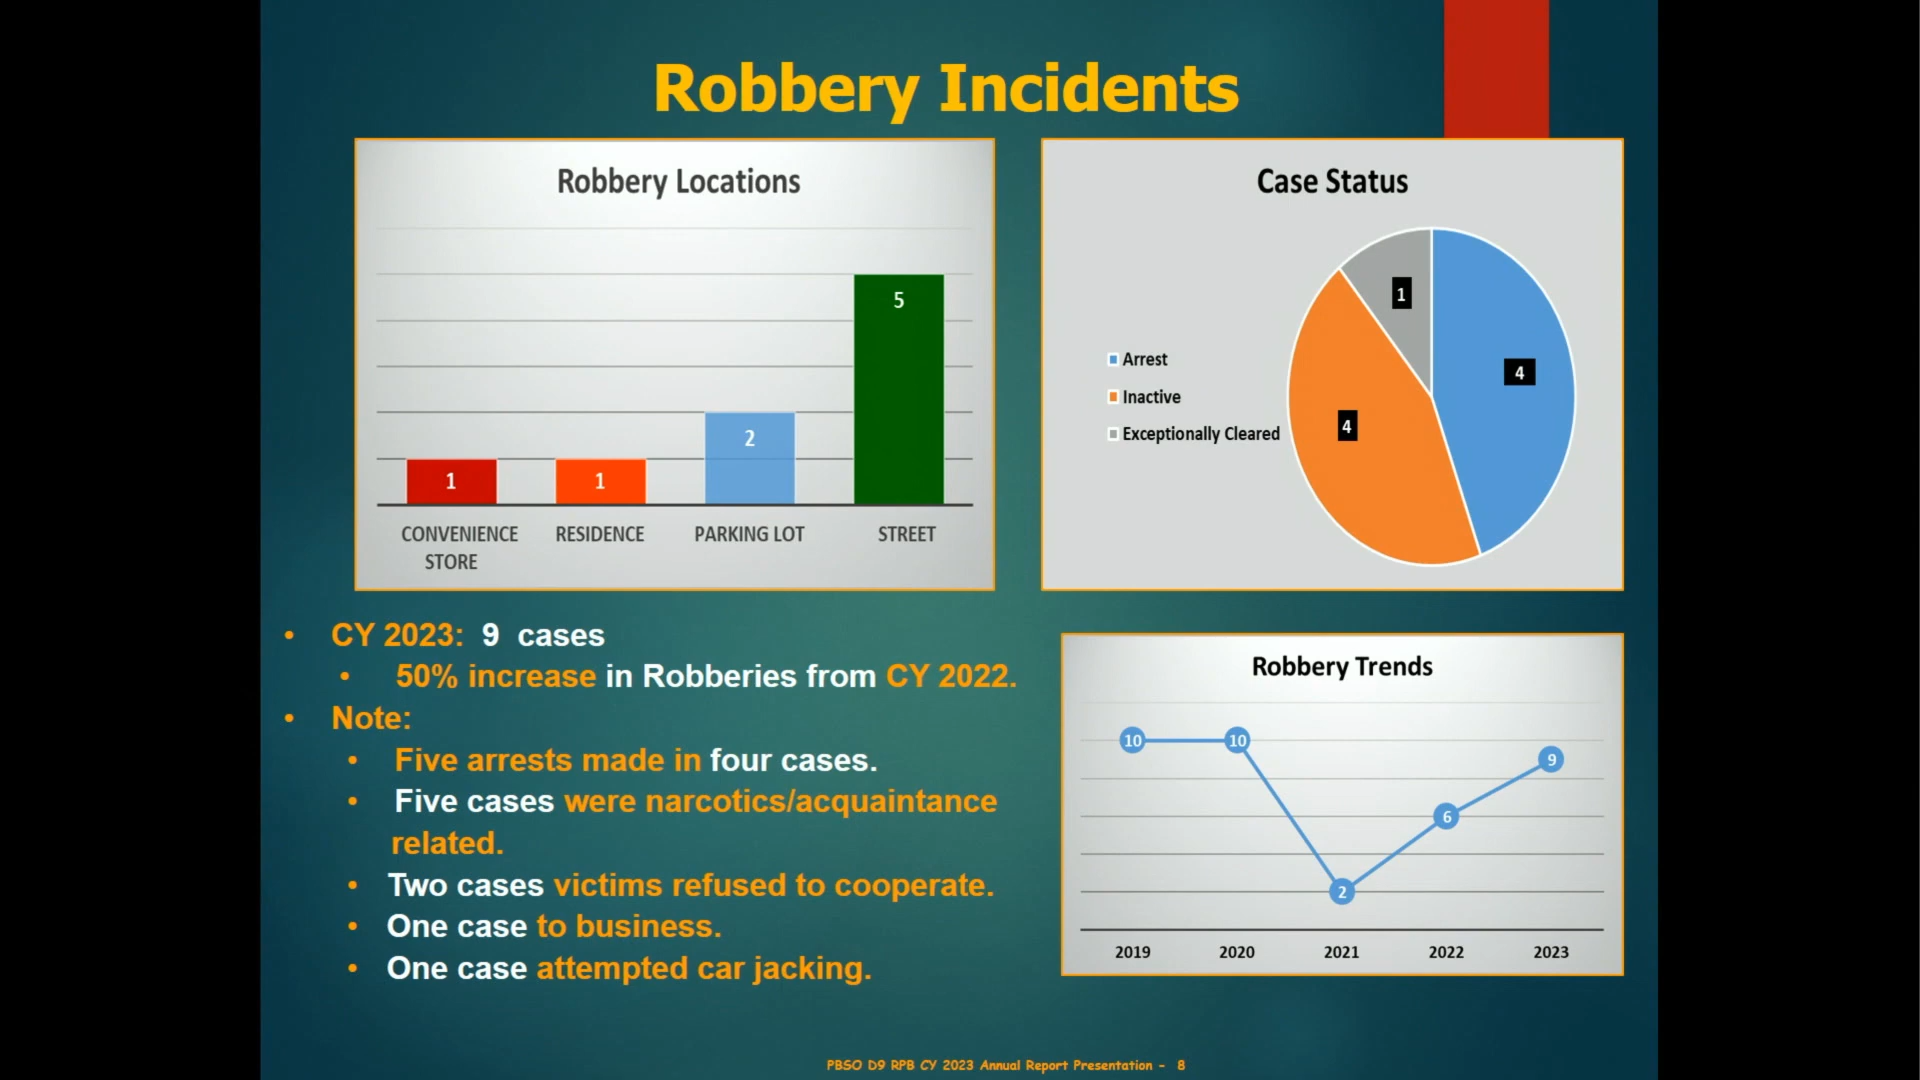 Robbery Incidents
Robbery Locations
5
2
1
1
CONVENIENCE
STORE
RESIDENCE
PARKING LOT
STREET
Case Status
1
4
4
Arrest
Inactive
Exceptionally Cleared
• CY 2023: 9 cases
• 50% increase in Robberies from CY 2022.
• Note:
• Five arrests made in four cases.
• Five cases were narcotics/acquaintance
related.
• Two cases victims refused to cooperate.
• One case to business.
• One case attempted car jacking.
Robbery Trends
10 10 2 6 9
2019 2020 2021 2022 2023
PBSO D9 RPB CY 2023 Annual Report Presentation - 8